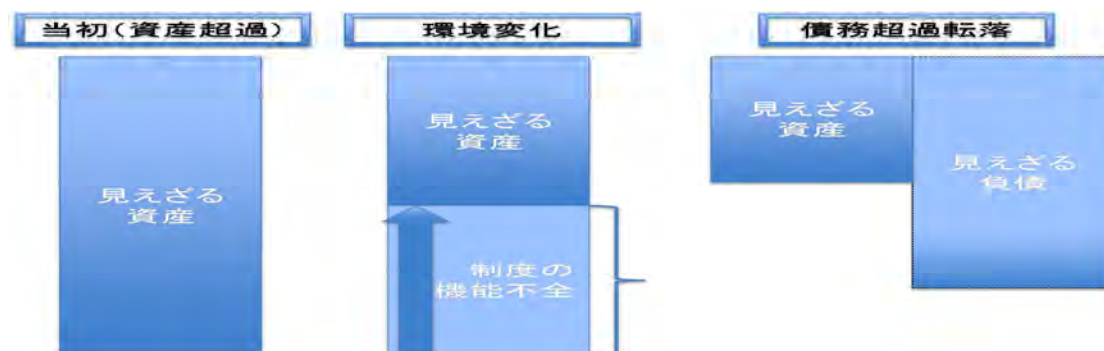 当初（資産超過）
環境変化
債務超過転落
見えざる
資産
見えざる
資産
制度の
機能不全
見えざる
資産
見えざる
負債